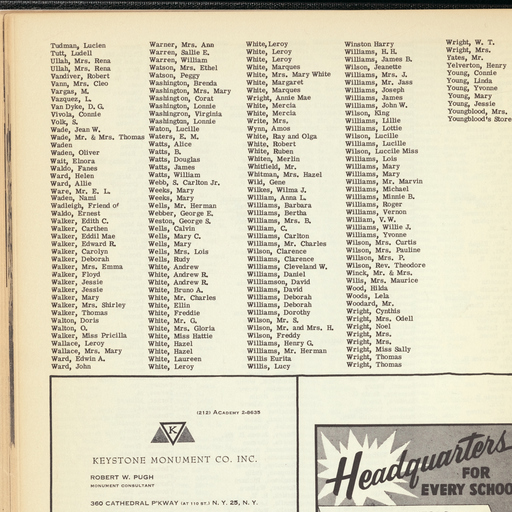 Tudman, Lucien
Tutt, Ludell
Ullah, Mrs. Rena
Ullah, Mrs. Rena
Vandiver, Robert
Vann, Mrs. Cleo
Vargas, M.
Vazquez, L.
Van Dyke, D. G.
Vonish, Clovia
Volk, S.
Wade, Jean W.
Wade, Mr. & Mrs. Thomas
Waden
Waden, Oliver
Wait, Elnora
Waldo, Fanes
Ward, Helen
Ward, Allie
Ware, Mr. E. L.
Waden, Nami
Wadleigh, Friend of
Waldo, Ernest
Walker, Edith C.
Walker, Carthen
Walker, Eddil Mae
Walker, Edward R.
Walker, Carolyn
Walker, Deborah
Walker, Mrs. Emma
Walker, Floyd
Walker, Jessie
Walker, Jessie
Walker, Mary
Walker, Mrs. Shirley
Walker, Thomas
Walton, Doris
Walton, O.
Walker, Miss Pricilla
Wallace, Leroy
Wallace, Mrs. Mary
Ward, Edwin A.
Ward, John
Warner, Mrs. Ann
Warren, Sallie E.
Warren, William
Watson, Mrs. Ethel
Watson, Peggy
Washington, Brenda
Washington, Mrs. Mary
Washington, Corat
Washington, Lonnie
Washington, Virginia
Washington, Lonnie
Waton, Lucille
Waters, E. M.
Watts, Alice
Watts, B.
Watts, Douglas
Watts, James
Watts, William
Webb, S. Carlton Jr.
Weeks, Mary
Weeks, Mary
Wells, Mr. Herman
Webber, George E.
Weston, George S.
Wells, Calvin
Wells, Mary C.
Wells, Mary
Wells, Mrs. Lois
Wells, Rudy
White, Andrew
White, Andrew R.
White, Andrew R.
White, Bruno A.
White, Mr. Charles
White, Ellin
White, Freddie
White, Mr. G.
White, Mrs. Gloria
White, Miss Hattie
White, Hazel
White, Hazel
White, Laureen
White, Leroy
White, Leroy
White, Leroy
White, Marques
White, Mrs. Mary White
White, Margaret
White, Marques
Wright, Annie Mae
White, Mercia
White, Mercia
Write, Mrs.
Wynn, Amos
White, Ray and Olga
White, Robert
White, Ruben
Whiten, Merlin
Whitfield, Mr.
Whitman, Mrs. Hazel
Wild, Gene
Wilkes, Wilma J.
William, Anna L.
Williams, Barbara
Williams, Bertha
Williams, Mrs. B.
William, C.
Williams, Carlton
Williams, Mr. Charles
Wilson, Clarence
Williams, Clarence
Williams, Cleveland W.
Williams, Daniel
Williamson, David
Williams, David
Williams, Deborah
Williams, Deborah
Williams, Dorothy
Wilson, Mr. S.
Wilson, Mr. and Mrs. H.
Wilson, Freddy
Williams, Henry G.
Williams, Mr. Herman
Willis Eurita
Willis, Lucy
Winston Harry
Williams, H. H.
Williams, James B.
Wilson, Jeanette
Williams, Mrs. J.
Williams, Mr. Jass
Williams, Joseph
Williams, James
Williams, John W.
Wilson, King
Williams, Lillie
Williams, Lottie
Wilson, Lucille
Williams, Lucille
Wilson, Luccile Miss
Williams, Lois
Williams, Mary
Williams, Mary
Williams, Mr. Marvin
Williams, Michael
Williams, Minnie B.
Williams, Roger
Williams, Vernon
William, V. W.
Williams, Willie J.
Williams, Yvonne
Wilson, Mrs. Curtis
Wilson, Mrs. Pauline
Wilson, Mrs. P.
Wilson, Rev. Theodore
Winck, Mr. & Mrs.
Wills, Mrs. Maurice
Wood, Hilda
Woods, Lela
Woodard, Mr.
Wright, Cynthis
Wright, Mrs. Odell
Wright, Noel
Wright, Mrs.
Wright, Miss Sally
Wright, Thomas
Wright, Thomas
Wright, W. T.
Wright, Mrs.
Yates, Mr.
Yelverton, Henry
Young, Connie
Young, Linda
Young, Yvonne
Young, Mary
Young, Jessie
Youngblood, Mrs.
Youngblood's Store
(212) ACADEMY 2-8635
K
KEYSTONE MONUMENT CO. INC.
ROBERT W. PUGH
MONUMENT CONSULTANT
360 CATHEDRAL P'KWAY (AT 110 ST.) N. Y. 25, N. Y.
Headquarters
FOR
EVERY SCHOO